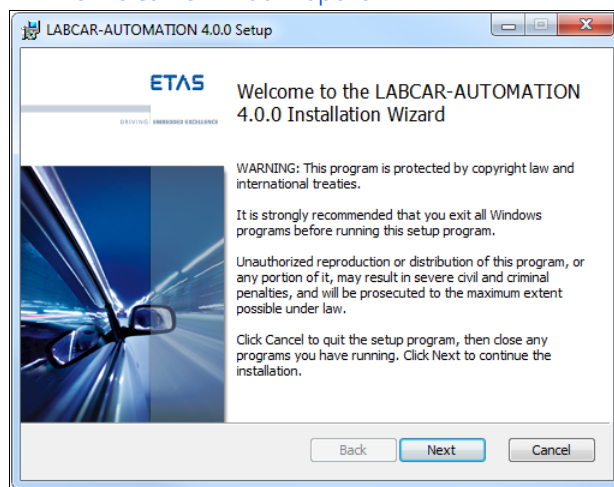 LABCAR-AUTOMATION 4.0.0 Setup
ETAS
DRIVING EMBEDDED EXCELLENCE
Welcome to the LABCAR-AUTOMATION
4.0.0 Installation Wizard
WARNING: This program is protected by copyright law and
international treaties.
It is strongly recommended that you exit all Windows
programs before running this setup program.
Unauthorized reproduction or distribution of this program, or
any portion of it, may result in severe civil and criminal
penalties, and will be prosecuted to the maximum extent
possible under law.
Click Cancel to quit the setup program, then close any
programs you have running. Click Next to continue the
installation.
Back
Next
Cancel